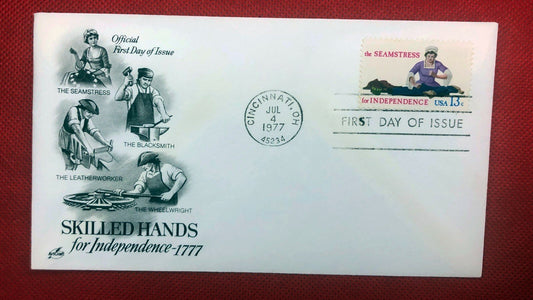 Official
First Day of Issue
THE SEAMSTRESS
THE BLACKSMITH
THE LEATHERWORKER
THE WHEELWRIGHT
SKILLED HANDS
for Independence-1777
CINCINNATI, OH
JUL
4
1977
45234
the SEAMSTRESS
for INDEPENDENCE USA 13c
FIRST DAY OF ISSUE